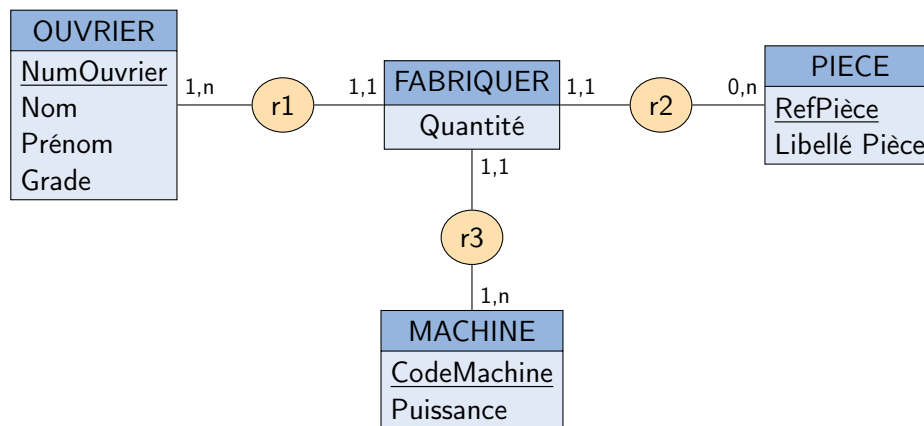 OUVRIER
NumOuvrier
Nom
Prénom
Grade
1,n
r1
1,1
FABRIQUER
Quantité
1,1
r2
0,n
PIECE
RefPièce
Libellé Pièce
1,1
r3
1,n
MACHINE
CodeMachine
Puissance